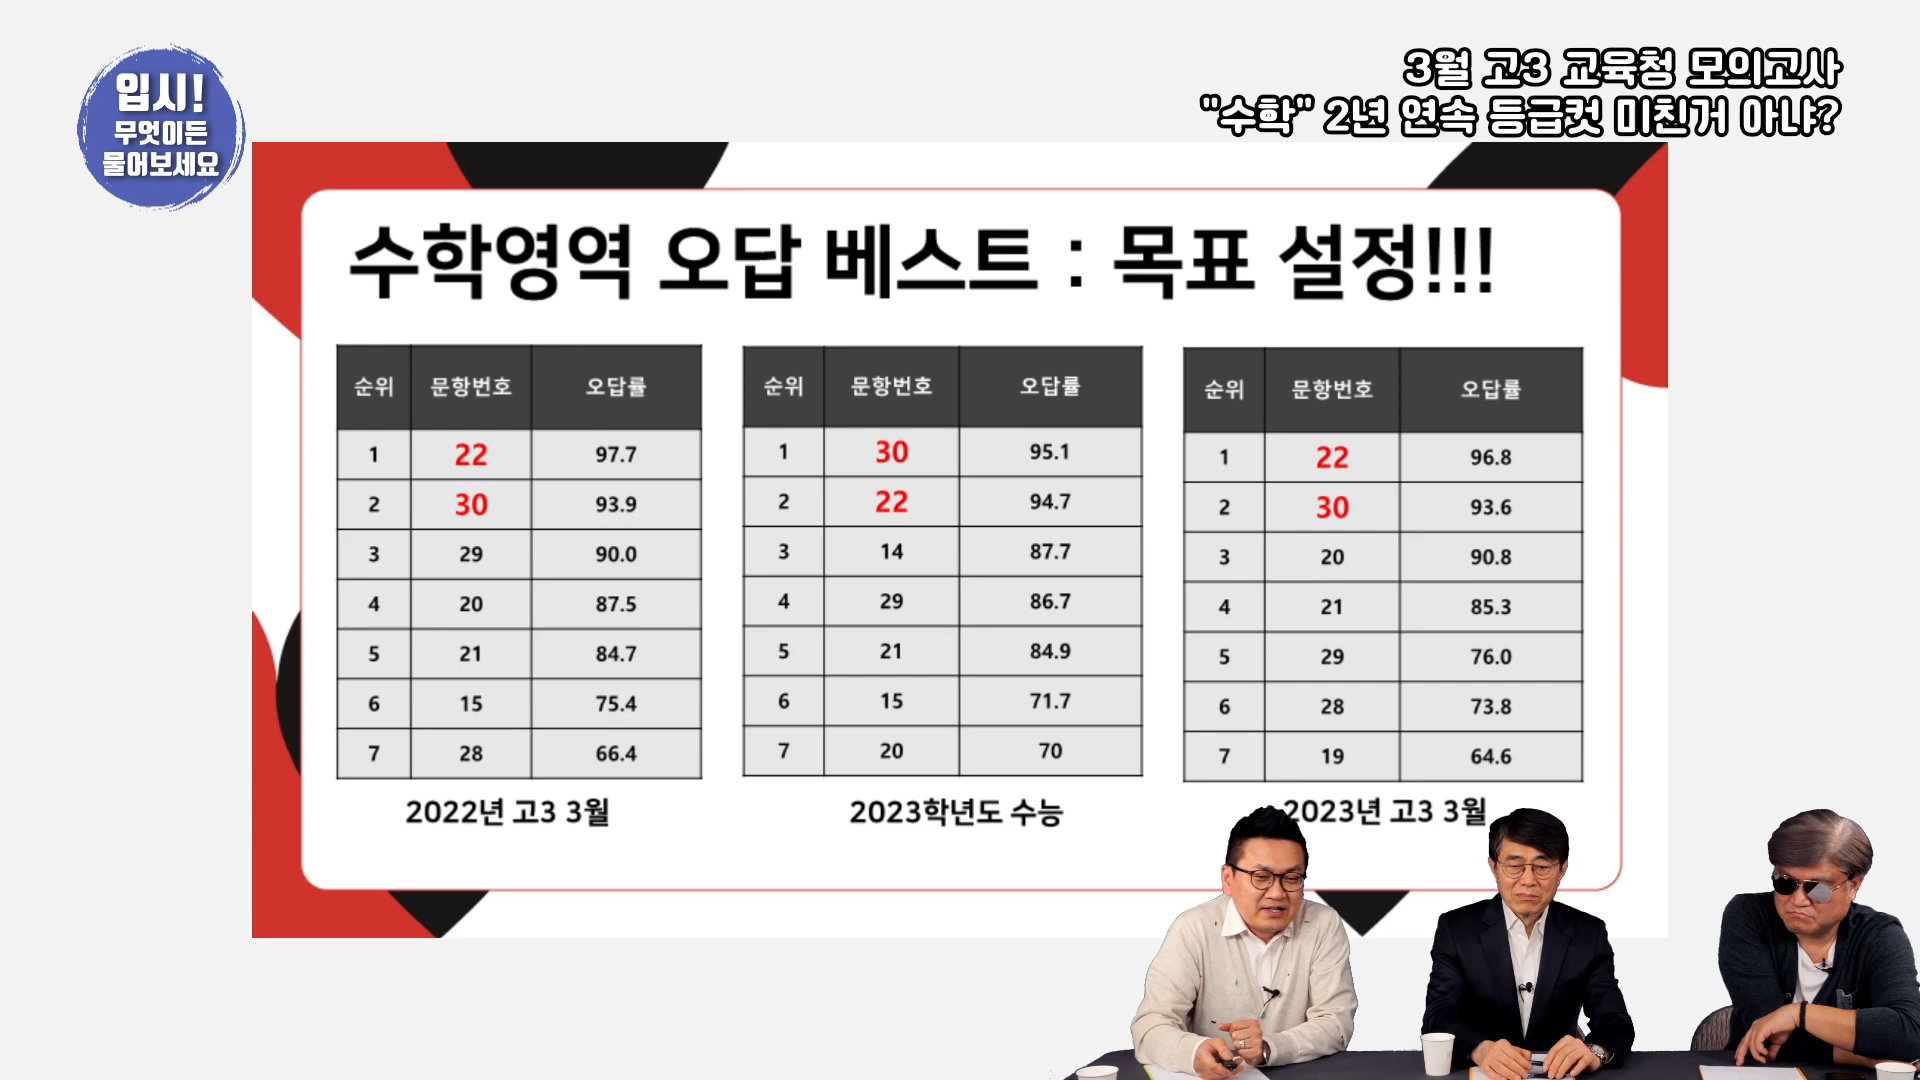 입시!
무엇이든
물어보세요
3월 고3 교육청 모의고사
"수학" 2년 연속 등급컷 미친거 아냐?
수학영역 오답 베스트 : 목표 설정!!!
순위 문항번호 오답률
1 22 97.7
2 30 93.9
3 29 90.0
4 20 87.5
5 21 84.7
6 15 75.4
7 28 66.4
2022년 고3 3월
순위 문항번호 오답률
1 30 95.1
2 22 94.7
3 14 87.7
4 29 86.7
5 21 84.9
6 15 71.7
7 20 70
2023학년도 수능
순위 문항번호 오답률
1 22 96.8
2 30 93.6
3 20 90.8
4 21 85.3
5 29 76.0
6 28 73.8
7 19 64.6
2023년 고3 3월